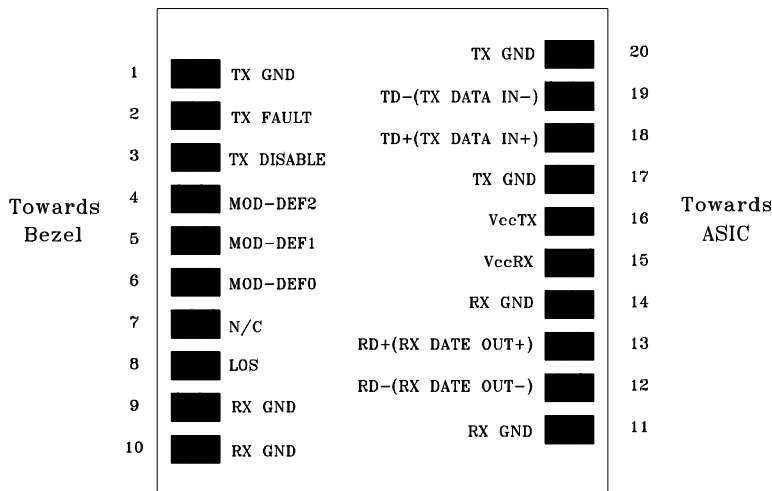 Towards
Bezel
1 TX GND
2 TX FAULT
3 TX DISABLE
4 MOD-DEF2
5 MOD-DEF1
6 MOD-DEF0
7 N/C
8 LOS
9 RX GND
10 RX GND
TX GND 20
TD-(TX DATA IN-) 19
TD+(TX DATA IN+) 18
TX GND 17
VccTX 16
VccRX 15
RX GND 14
RD+(RX DATE OUT+) 13
RD-(RX DATE OUT-) 12
RX GND 11
Towards
ASIC